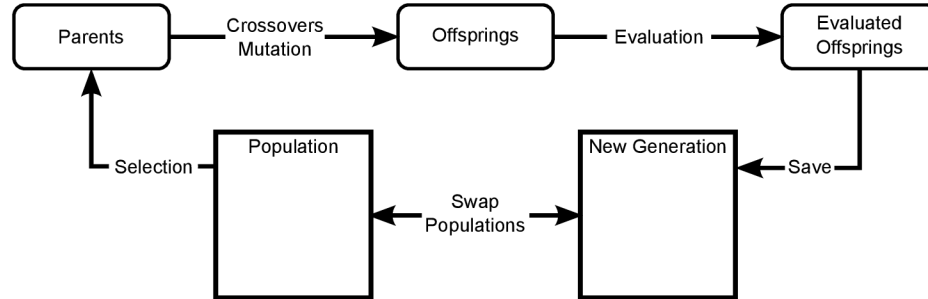 Parents
Crossovers
Mutation
Offsprings
Evaluation
Evaluated
Offsprings
Selection
Population
New Generation
Save
Swap
Populations